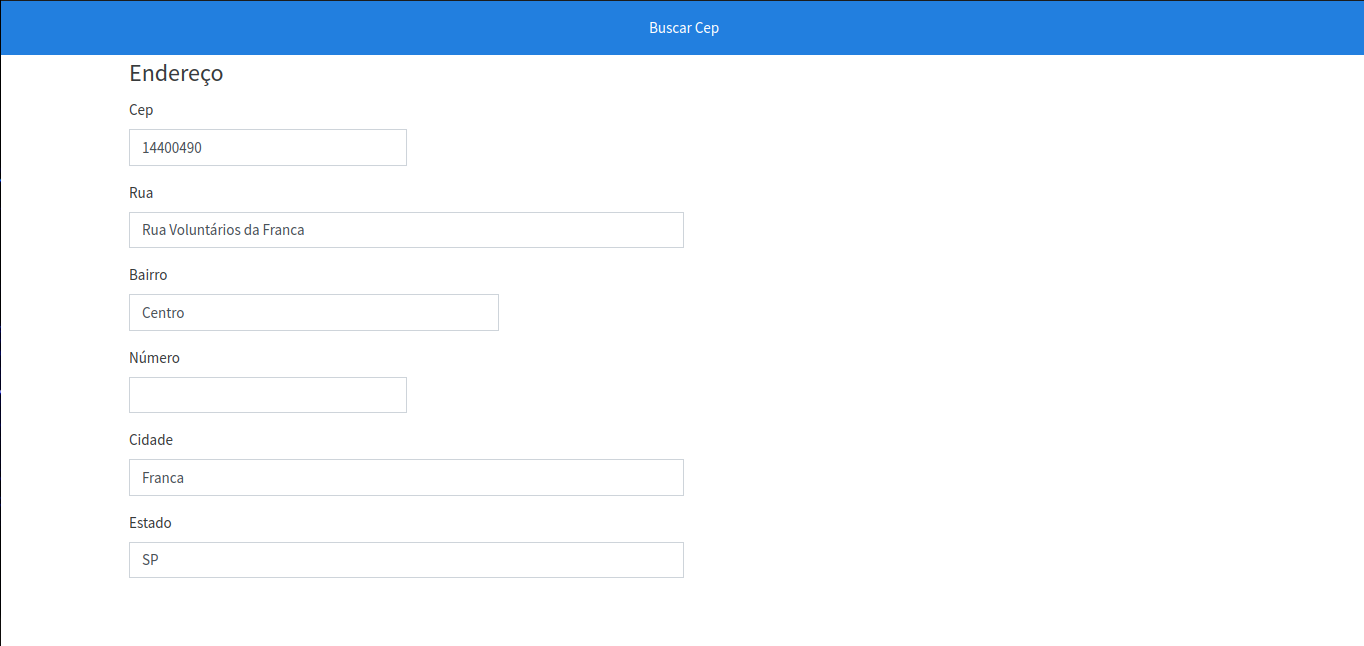 Buscar Cep
Endereço
Cep
14400490
Rua
Rua Voluntários da Franca
Bairro
Centro
Número
Cidade
Franca
Estado
SP